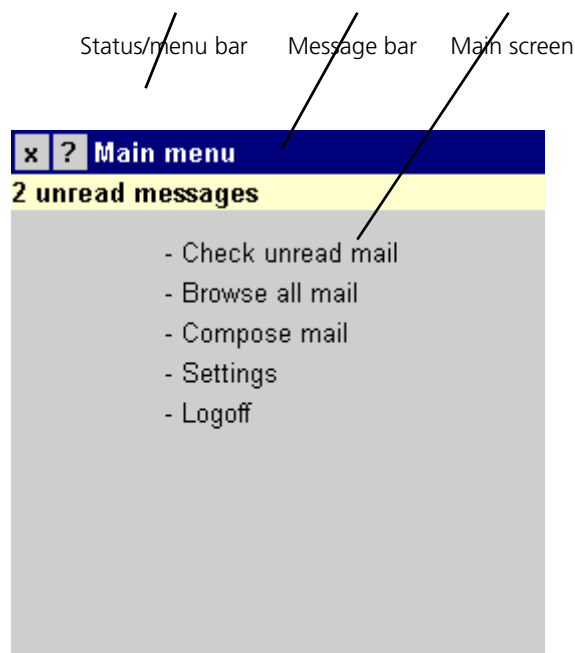 Status/menu bar Message bar Main screen
x ? Main menu
2 unread messages
- Check unread mail
- Browse all mail
- Compose mail
- Settings
- Logoff